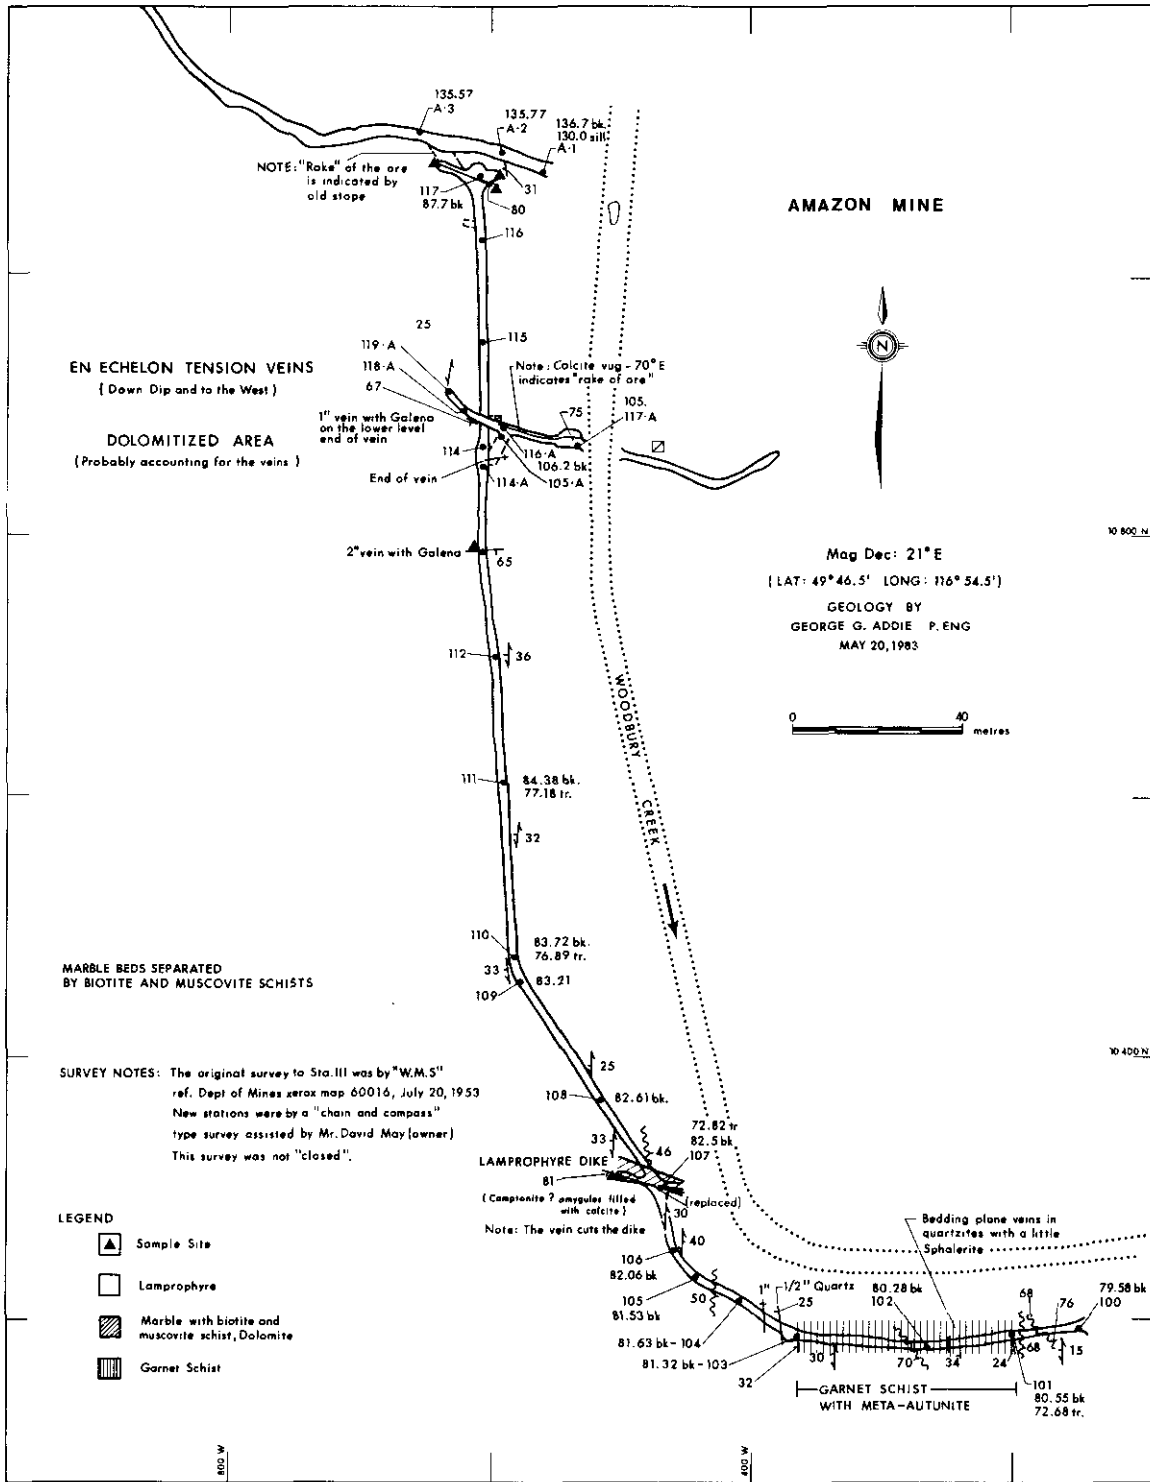 135.57
A·3
135.77
A·2
136.7 bk.
130.0 sill
A·1
NOTE: "Rake" of the ore
is indicated by
old stope
117
87.7 bk
31
80
116
AMAZON MINE
N
25
115
119·A
118·A
67
EN ECHELON TENSION VEINS
( Down Dip and to the West )
Note: Calcite vug - 70° E
indicates "rake of ore"
75
105.
117·A
1" vein with Galena
on the lower level
end of vein
DOLOMITIZED AREA
(Probably accounting for the veins )
114
116·A
106.2 bk
105·A
End of vein
114·A
10 800 N
2" vein with Galena
65
Mag Dec: 21° E
( LAT: 49° 46.5' LONG: 116° 54.5')
GEOLOGY BY
GEORGE G. ADDIE P. ENG
MAY 20, 1983
112
36
WOODBURY
CREEK
0
40
metres
111
84.38 bk.
77.18 tr.
32
110
83.72 bk.
76.89 tr.
33
109
83.21
MARBLE BEDS SEPARATED
BY BIOTITE AND MUSCOVITE SCHISTS
10 400 N
SURVEY NOTES: The original survey to Sta.111 was by "W.M.S"
ref. Dept of Mines xerox map 60016, July 20, 1953
New stations were by a "chain and compass"
type survey assisted by Mr. David May (owner)
This survey was not "closed".
25
108
82.61 bk.
33
46
72.82 tr
82.5 bk
107
LAMPROPHYRE DIKE
81
( Camptonite ? amygules filled
with calcite )
(replaced)
30
Note: The vein cuts the dike
LEGEND
Sample Site
Lamprophyre
Marble with biotite and
muscovite schist, Dolomite
Garnet Schist
106
82.06 bk
40
105
81.53 bk
50
81.63 bk - 104
81.32 bk - 103
32
1"
1/2" Quartz
25
Bedding plane veins in
quartzites with a little
Sphalerite
80.28 bk
102
68
76
79.58 bk
100
30
70
34
24
68
15
101
80.55 bk
72.68 tr.
GARNET SCHIST
WITH META-AUTUNITE
800 W
400 W